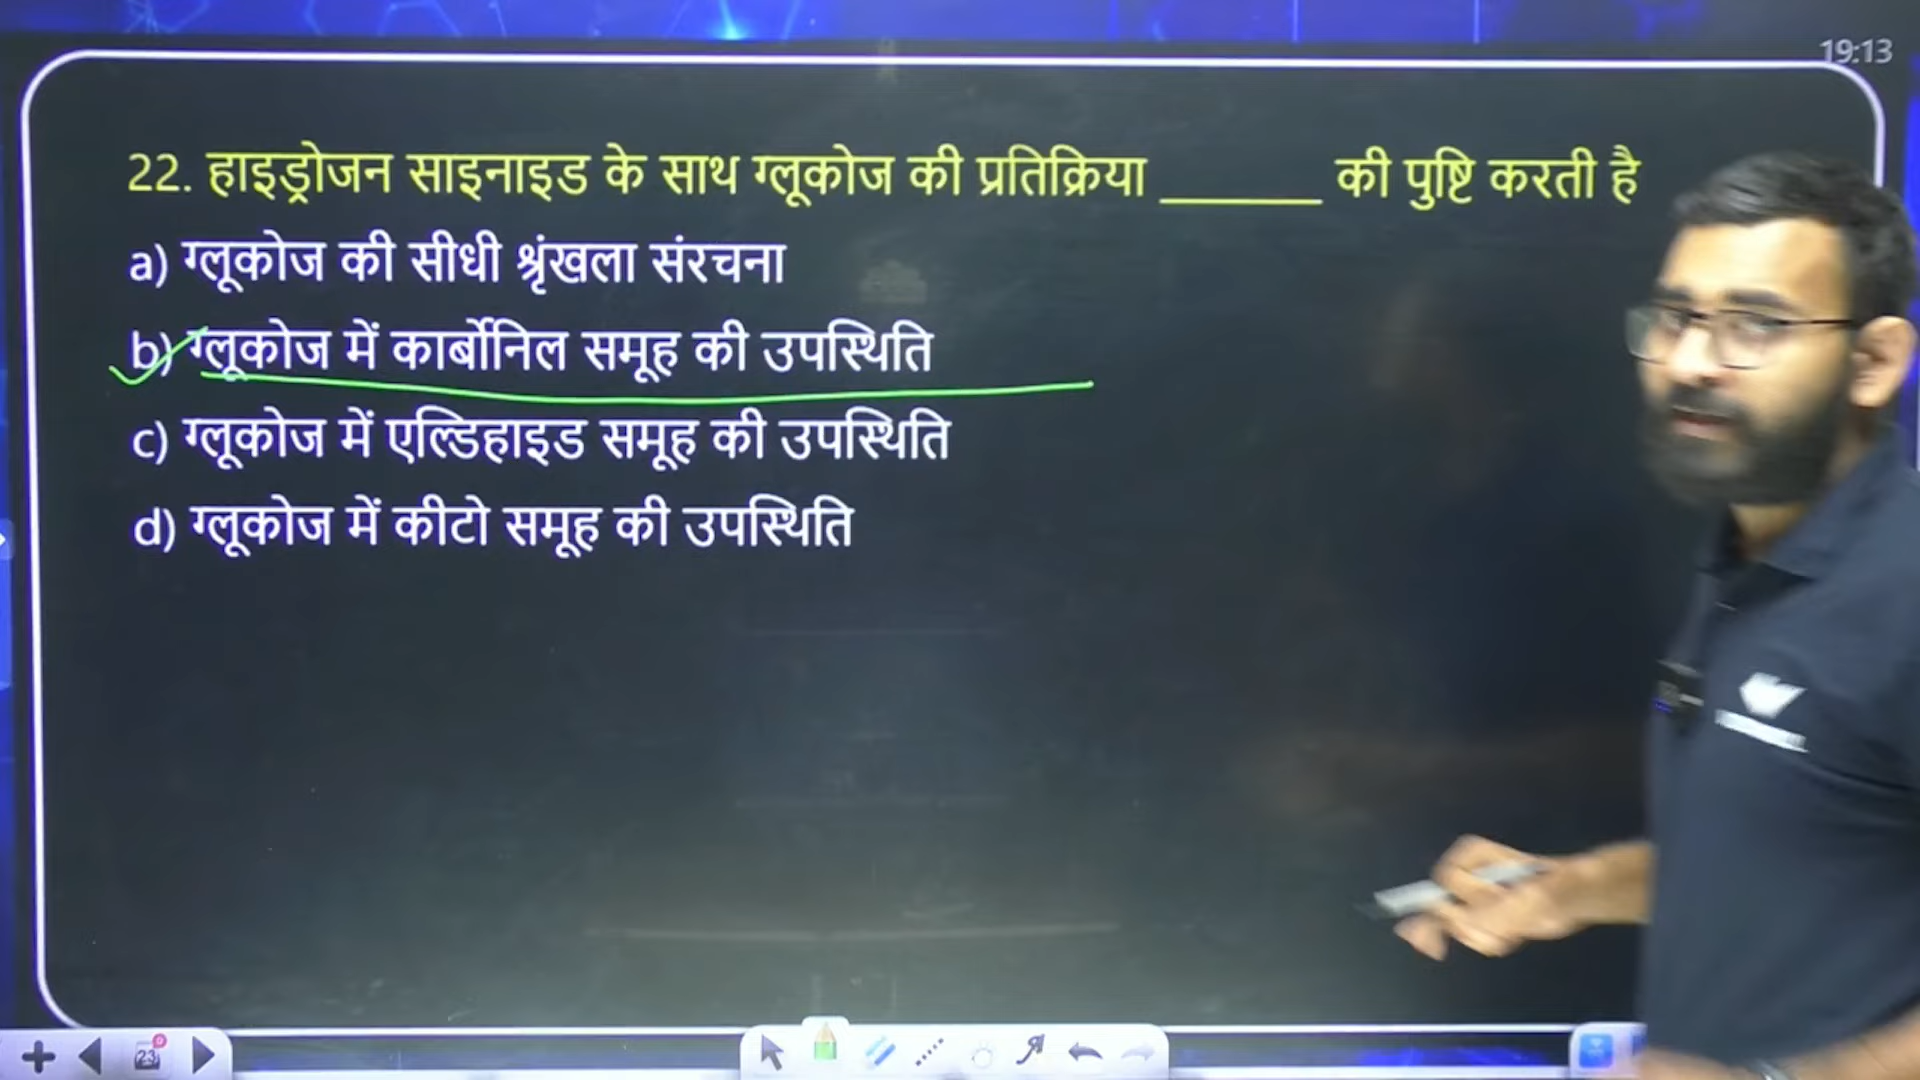 19:13
22. हाइड्रोजन साइनाइड के साथ ग्लूकोज की प्रतिक्रिया ______ की पुष्टि करती है
a) ग्लूकोज की सीधी श्रृंखला संरचना
b) ग्लूकोज में कार्बोनिल समूह की उपस्थिति
c) ग्लूकोज में एल्डिहाइड समूह की उपस्थिति
d) ग्लूकोज में कीटो समूह की उपस्थिति
23